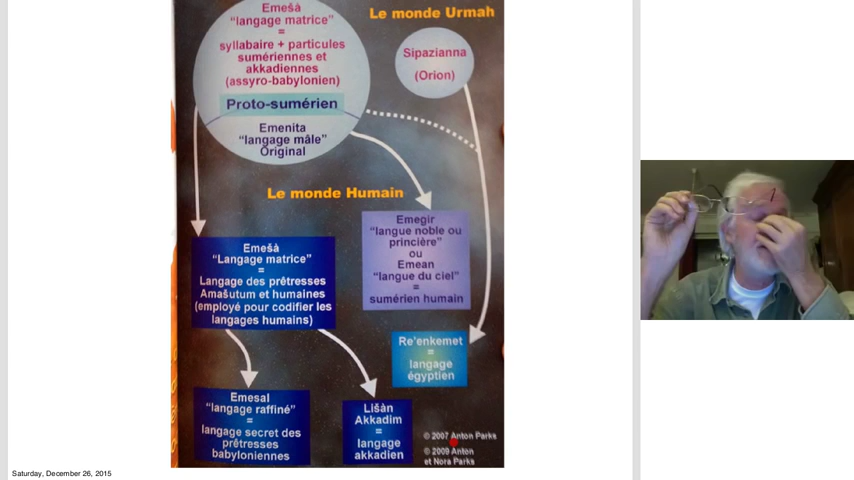 Emešà
“langage matrice”
=
syllabaire + particules
sumériennes et
akkadiennes
(assyro-babylonien)
Proto-sumérien
Emenita
“langage mâle”
Original
Le monde Urmah
Sipazianna
(Orion)
Le monde Humain
Emegir
“langue noble ou
princière”
ou
Emean
“langue du ciel”
=
sumérien humain
Emešà
“Langage matrice”
=
Langage des prêtresses
Amašutum et humaines
(employé pour codifier les
langages humains)
Re’enkemet
=
langage
égyptien
Emesal
“langage raffiné”
=
langage secret des
prêtresses
babyloniennes
Lišàn
Akkadim
=
langage
akkadien
© 2007 Anton Parks
© 2009 Anton
et Nora Parks
Saturday, December 26, 2015